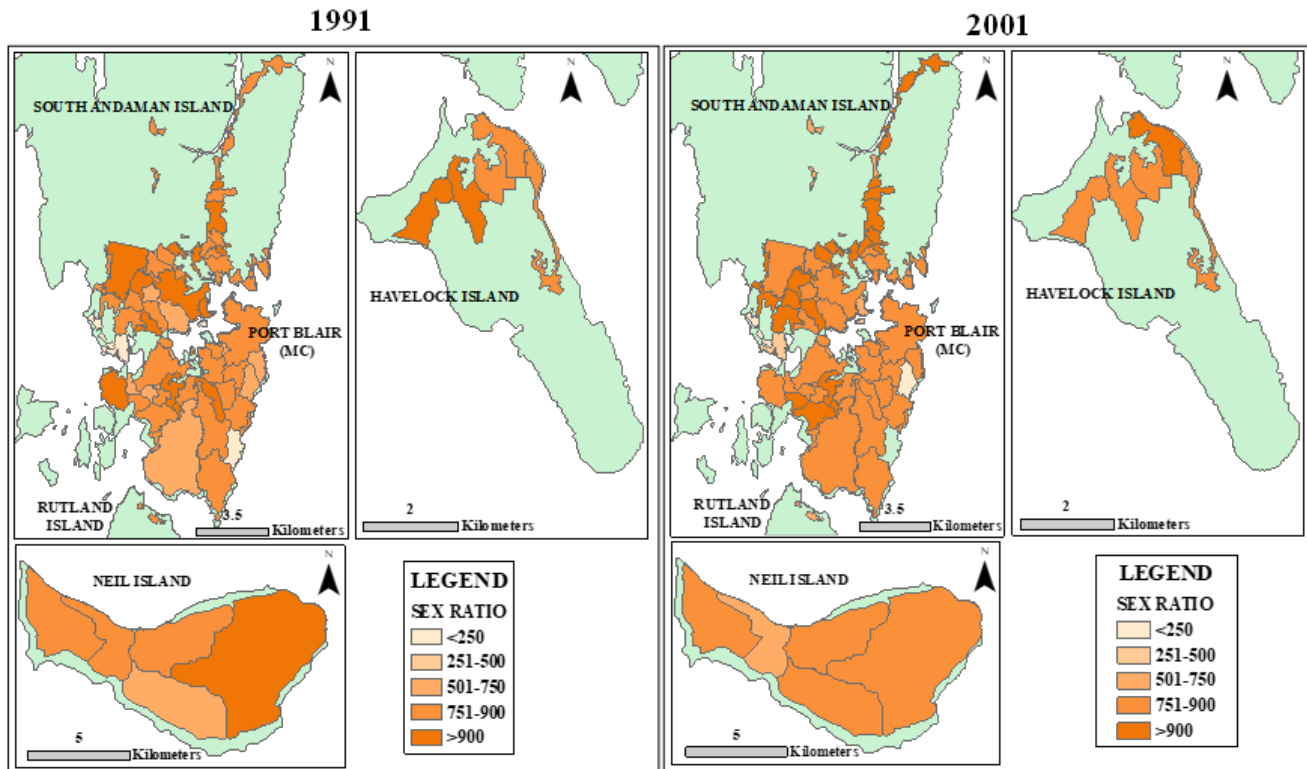 1991
2001
N
SOUTH ANDAMAN ISLAND
PORT BLAIR
(MC)
RUTLAND
ISLAND
3.5
Kilometers
N
HAVELOCK ISLAND
2
Kilometers
N
SOUTH ANDAMAN ISLAND
PORT BLAIR
(MC)
RUTLAND
ISLAND
3.5
Kilometers
N
HAVELOCK ISLAND
2
Kilometers
N
NEIL ISLAND
5
Kilometers
LEGEND
SEX RATIO
<250
251-500
501-750
751-900
>900
N
NEIL ISLAND
5
Kilometers
LEGEND
SEX RATIO
<250
251-500
501-750
751-900
>900